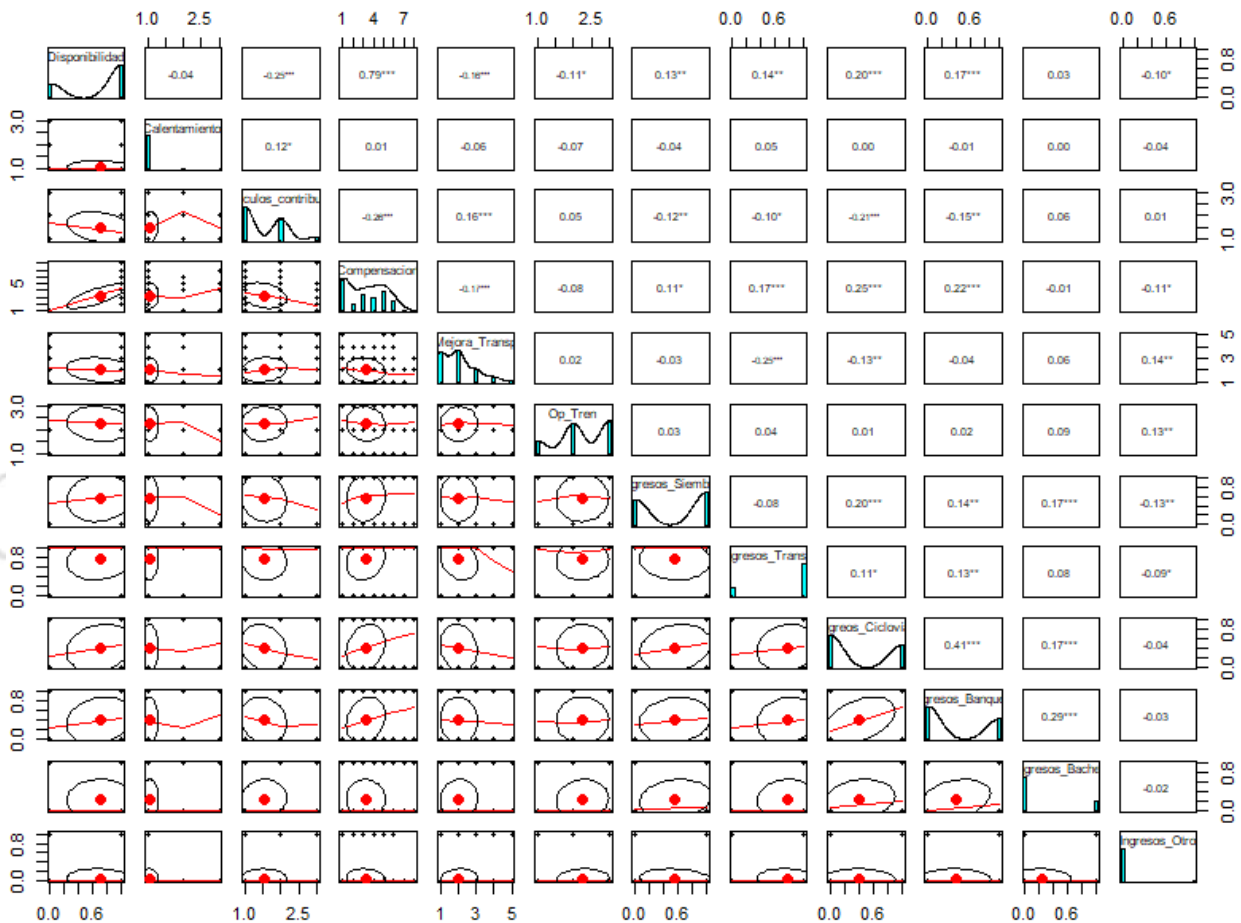 1.0 2.5 1 4 7 1.0 2.5 0.0 0.6 0.0 0.6 0.0 0.6
Disponibilidad -0.04 -0.25*** 0.79*** -0.16*** -0.11* 0.13** 0.14** 0.20*** 0.17*** 0.03 -0.10* 0.0 0.8
1.0 3.0 Calentamiento 0.12* 0.01 -0.06 -0.07 -0.04 0.05 0.00 -0.01 0.00 -0.04
culos_contribu -0.26*** 0.16*** 0.05 -0.12** -0.10* -0.21*** -0.15** 0.06 0.01 1.0 3.0
1 5 Compensacion -0.17*** -0.08 0.11* 0.17*** 0.25*** 0.22*** -0.01 -0.11*
Mejora_Transp 0.02 -0.03 -0.25*** -0.13** -0.04 0.06 0.14** 1 3 5
1.0 3.0 Op_Tren 0.03 0.04 0.01 0.02 0.09 0.13**
gresos_Siemb -0.08 0.20*** 0.14** 0.17*** -0.13** 0.0 0.8
0.0 0.8 gresos_Trans 0.11* 0.13** 0.08 -0.09*
greos_Ciclovi 0.41*** 0.17*** -0.04 0.0 0.8
0.0 0.8 gresos_Banque 0.29*** -0.03
gresos_Bache -0.02 0.0 0.8
0.0 0.8 Ingresos_Otro
0.0 0.6 1.0 2.5 1 3 5 0.0 0.6 0.0 0.6 0.0 0.6